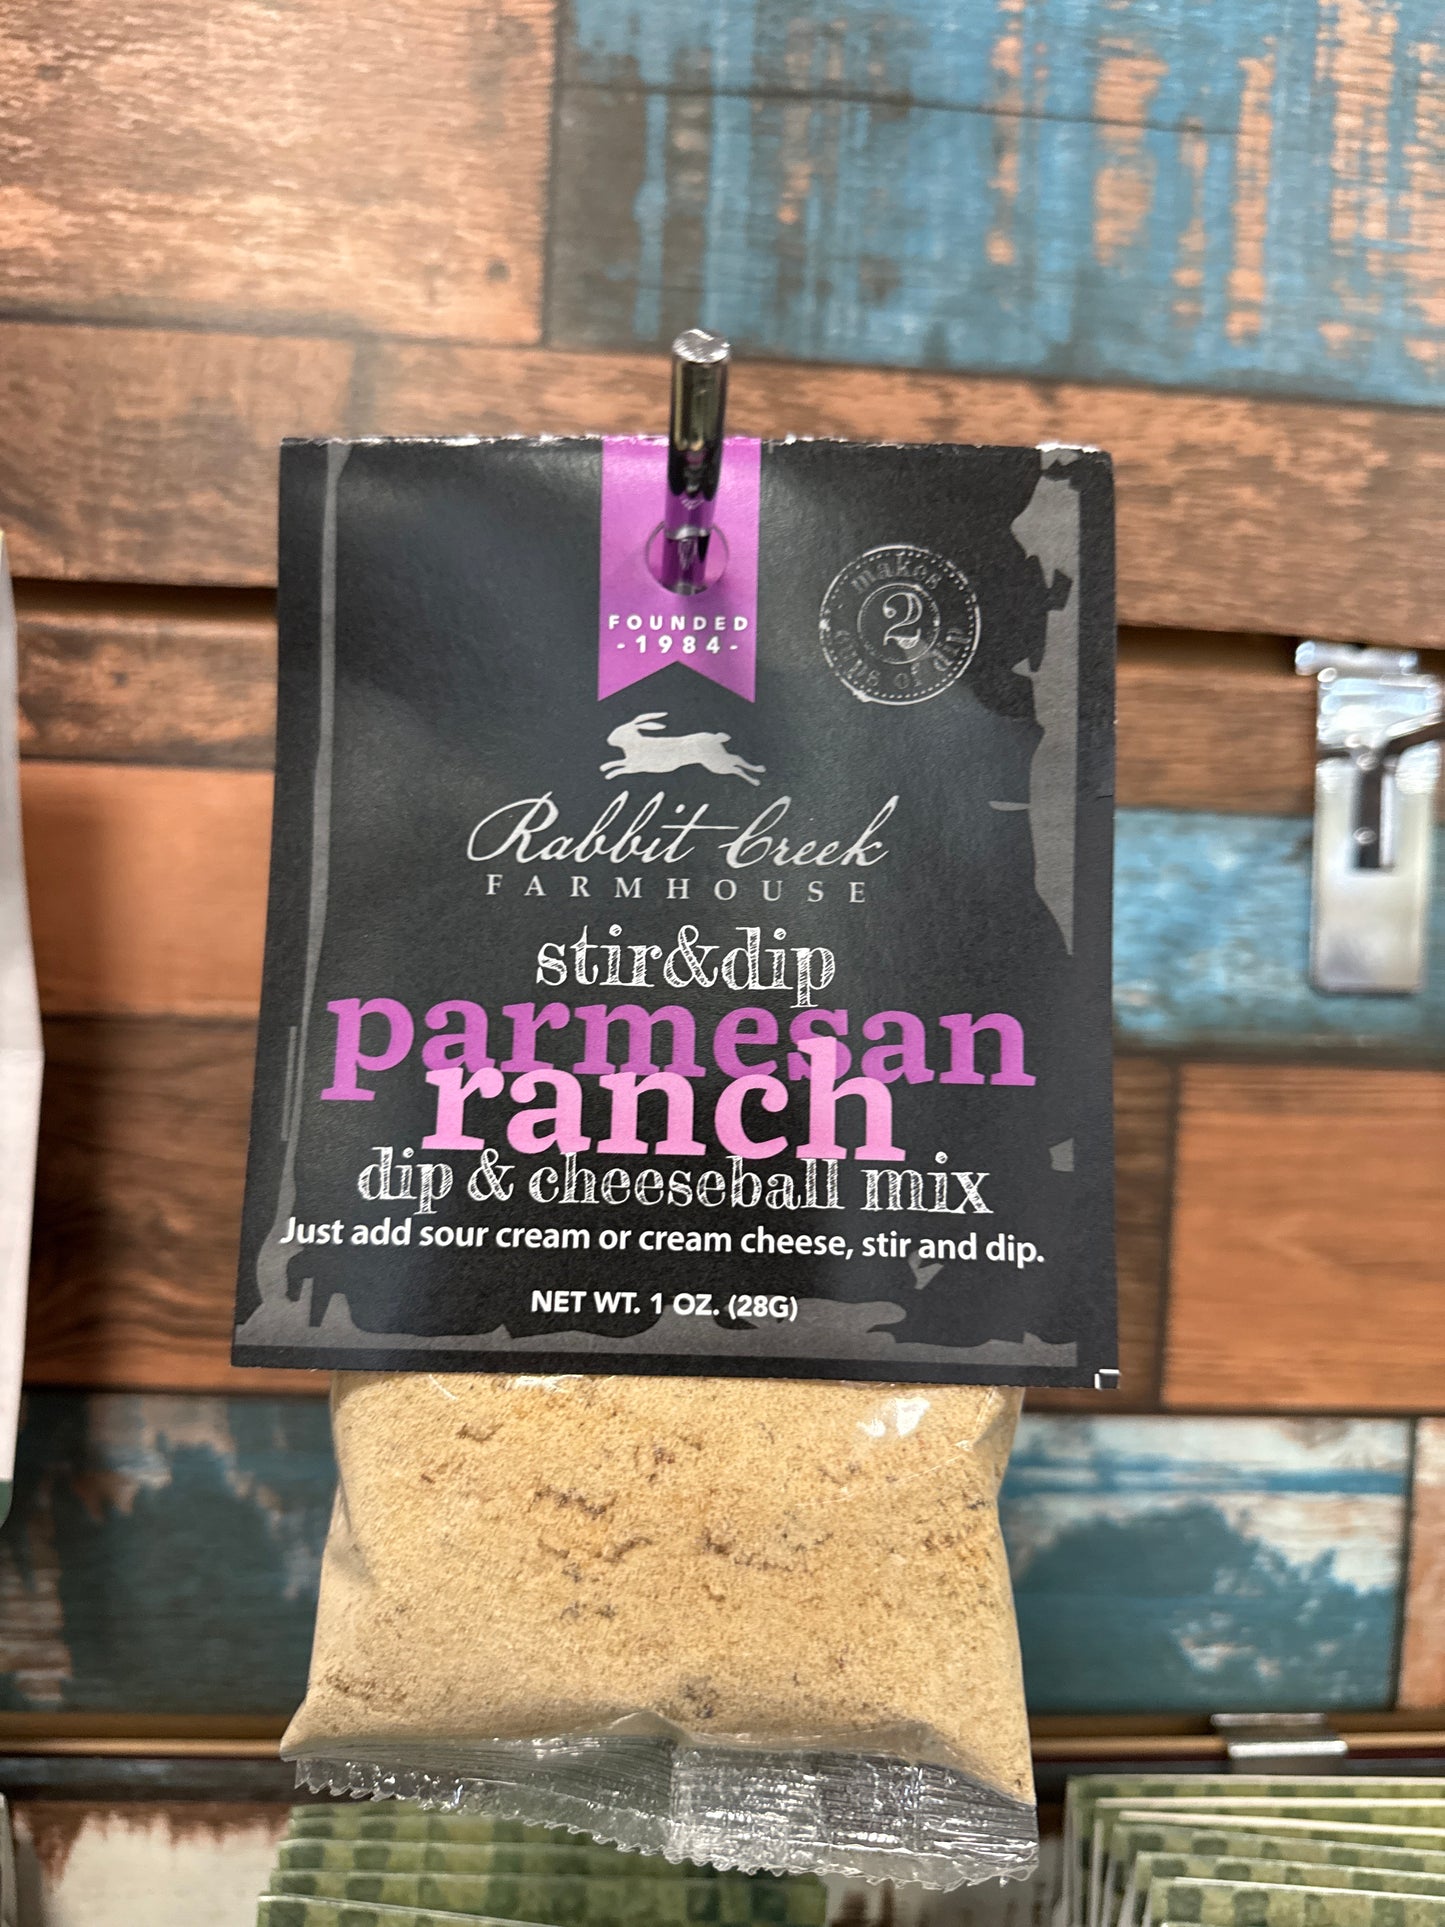 FOUNDED
-1984-
makes
2
cups of dip
Rabbit Creek
FARMHOUSE
stir&dip
parmesan
ranch
dip & cheeseball mix
Just add sour cream or cream cheese, stir and dip.
NET WT. 1 OZ. (28G)